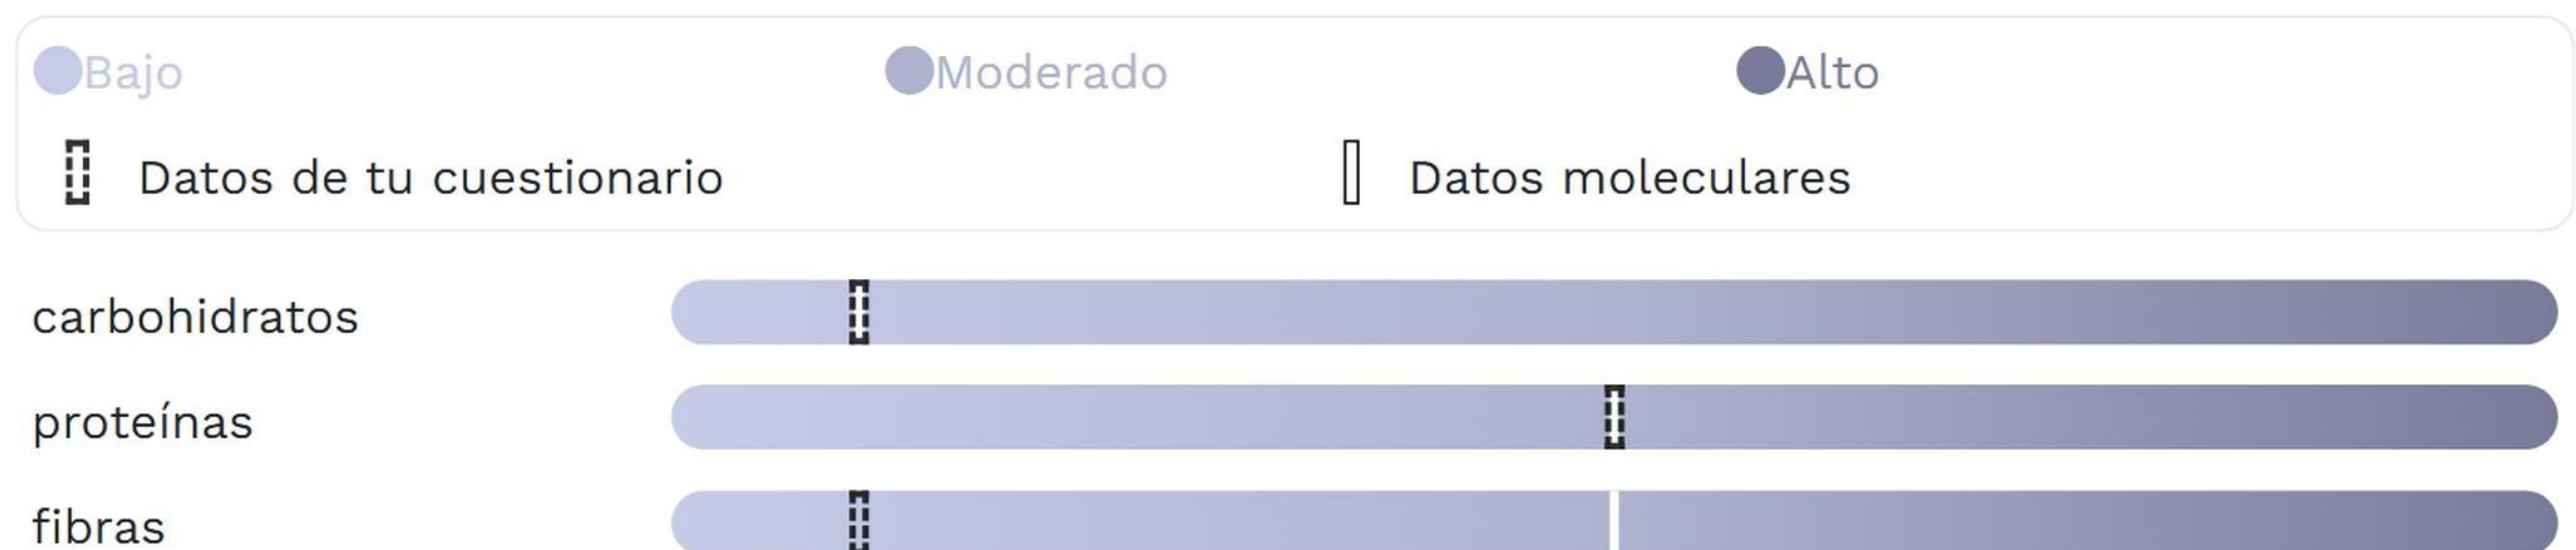 Bajo Moderado Alto
Datos de tu cuestionario Datos moleculares
carbohidratos
proteínas
fibras